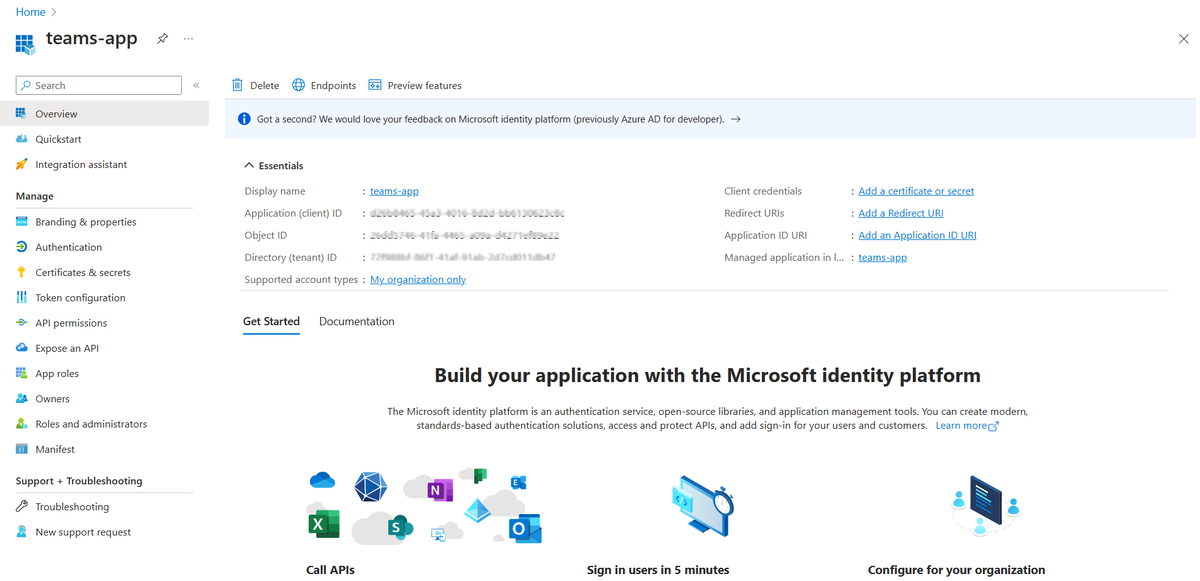 Home
teams-app
Search
Delete
Endpoints
Preview features
Overview
Quickstart
Integration assistant
Manage
Branding & properties
Authentication
Certificates & secrets
Token configuration
API permissions
Expose an API
App roles
Owners
Roles and administrators
Manifest
Support + Troubleshooting
Troubleshooting
New support request
Got a second? We would love your feedback on Microsoft identity platform (previously Azure AD for developer).
Essentials
Display name : teams-app
Application (client) ID :
Object ID :
Directory (tenant) ID :
Supported account types : My organization only
Client credentials : Add a certificate or secret
Redirect URIs : Add a Redirect URI
Application ID URI : Add an Application ID URI
Managed application in l... : teams-app
Get Started
Documentation
Build your application with the Microsoft identity platform
The Microsoft identity platform is an authentication service, open-source libraries, and application management tools. You can create modern,
standards-based authentication solutions, access and protect APIs, and add sign-in for your users and customers. Learn more
N
E
X
S
O
Call APIs
Sign in users in 5 minutes
Configure for your organization